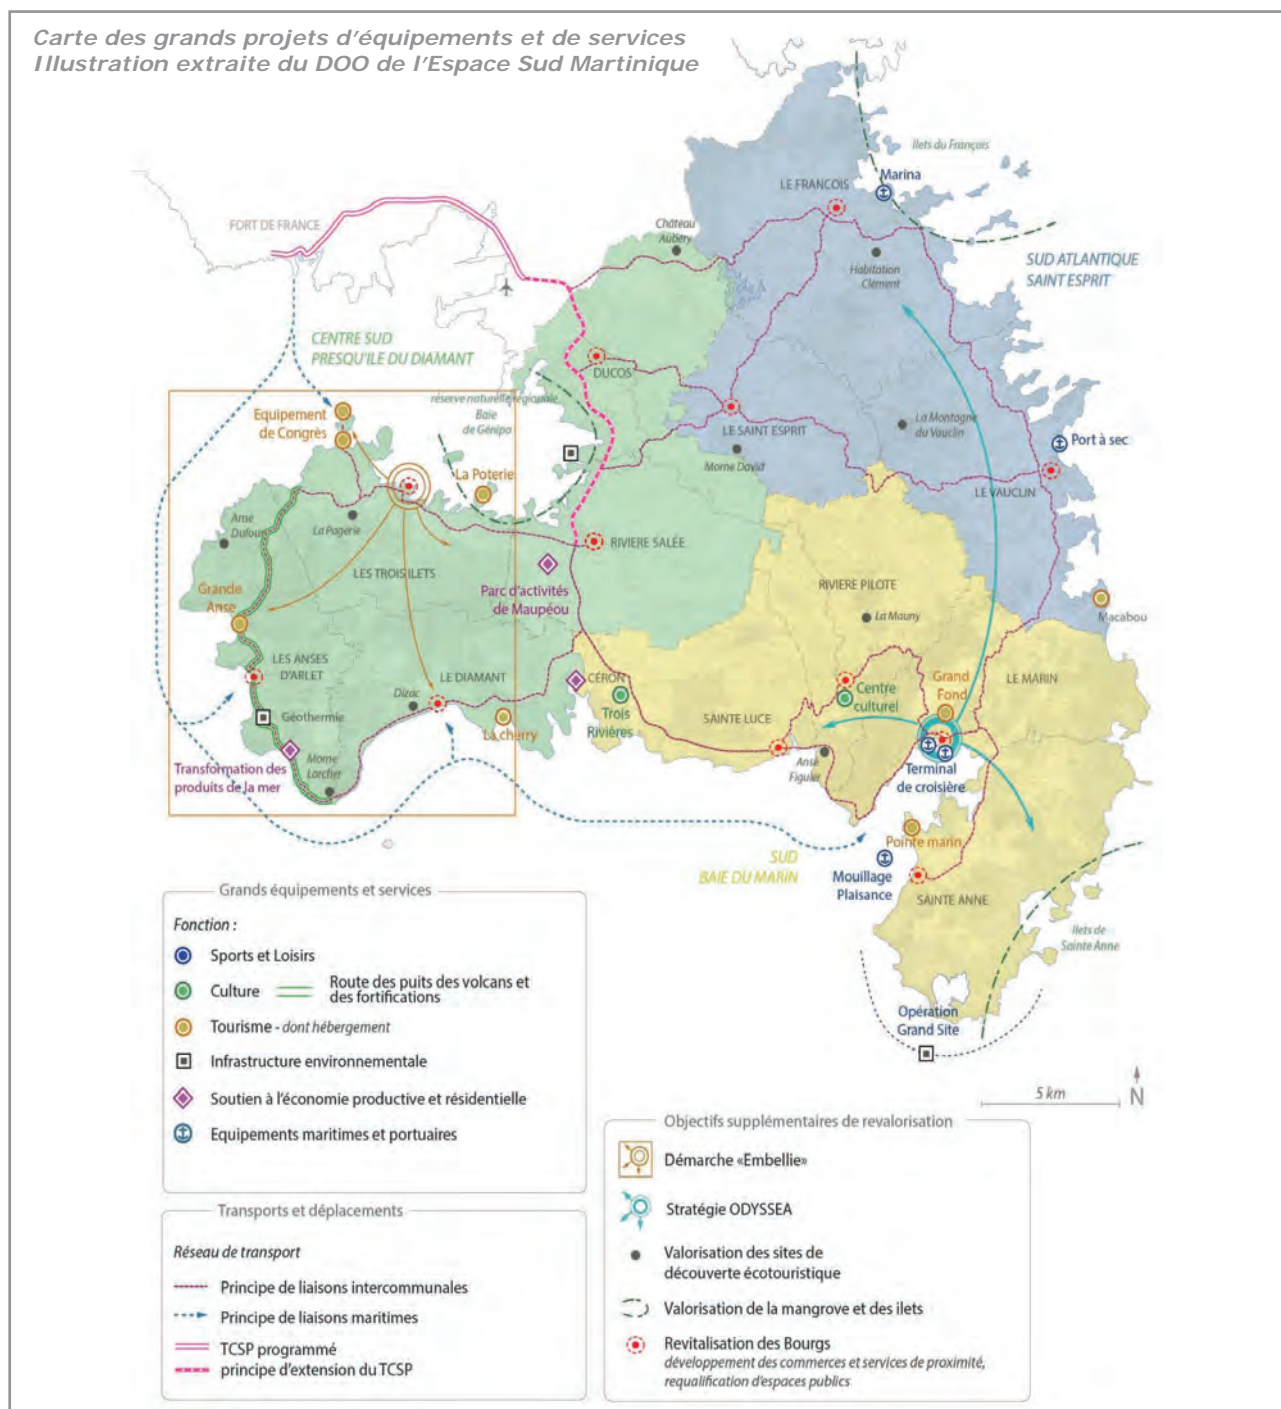 Carte des grands projets d'équipements et de services
Illustration extraite du DOO de l'Espace Sud Martinique
Ilets du Français
Marina
LE FRANCOIS
FORT DE FRANCE
Château
Aubéry
Habitation
Clément
SUD ATLANTIQUE
SAINT ESPRIT
CENTRE SUD
PRESQU'ILE DU DIAMANT
DUCOS
réserve naturelle régionale
Baie
de Génipa
Equipement
de Congrès
LE SAINT ESPRIT
La Montagne
du Vauclin
Port à sec
Morne David
La Poterie
LE VAUCLIN
Anse
Dufour
La Pagerie
RIVIERE SALÉE
LES TROIS ILETS
Parc d'activités
de Maupéou
RIVIERE PILOTE
La Mauny
Grande
Anse
Macabou
LES ANSES
D'ARLET
LE DIAMANT
CÉRON
LE MARIN
Grand
Fond
Centre
culturel
Dizac
Trois
Rivières
SAINTE LUCE
Géothermie
La cherry
Anse
Figuier
Terminal
de croisière
Transformation des
produits de la mer
Morne
Larcher
Pointe marin
SUD
BAIE DU MARIN
Mouillage
Plaisance
SAINTE ANNE
Ilets de
Sainte Anne
Opération
Grand Site
5 km
N
Grands équipements et services
Fonction :
Sports et Loisirs
Culture
Route des puits des volcans et
des fortifications
Tourisme - dont hébergement
Infrastructure environnementale
Soutien à l'économie productive et résidentielle
Equipements maritimes et portuaires
Transports et déplacements
Réseau de transport
Principe de liaisons intercommunales
Principe de liaisons maritimes
TCSP programmé
principe d'extension du TCSP
Objectifs supplémentaires de revalorisation
Démarche «Embellie»
Stratégie ODYSSEA
Valorisation des sites de
découverte écotouristique
Valorisation de la mangrove et des ilets
Revitalisation des Bourgs
développement des commerces et services de proximité,
requalification d'espaces publics